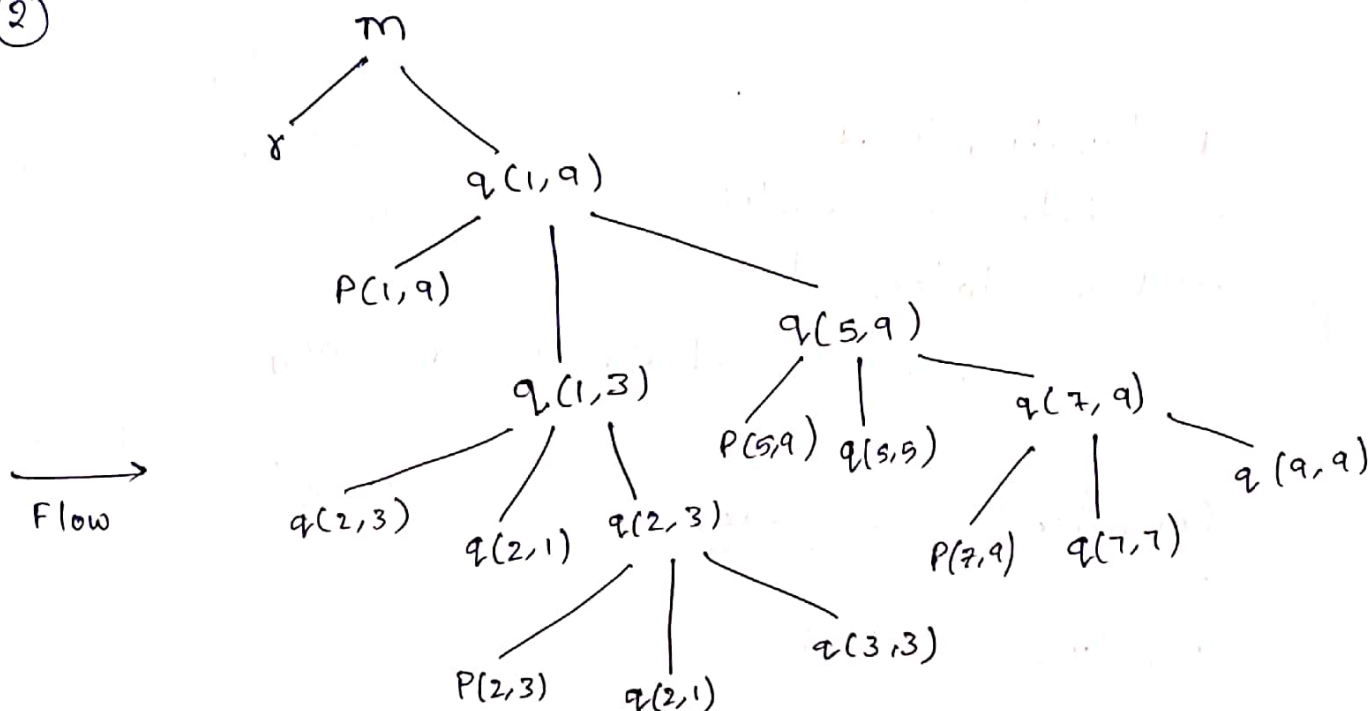 2
m
r
q(1,9)
P(1,9)
q(5,9)
q(1,3)
q(7,9)
P(5,9) q(5,5)
q(9,9)
Flow
q(2,3)
q(2,1)
q(2,3)
P(7,9)
q(7,7)
q(3,3)
P(2,3)
q(2,1)